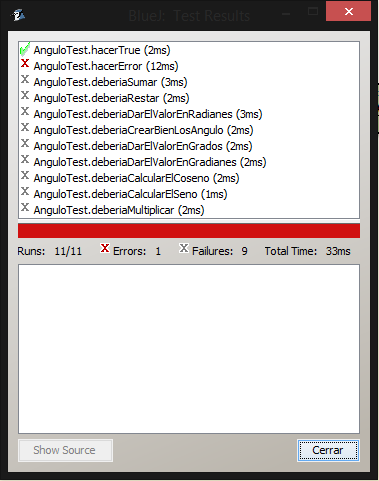 BlueJ: Test Results
AnguloTest.hacerTrue (2ms)
AnguloTest.hacerError (12ms)
AnguloTest.deberiaSumar (3ms)
AnguloTest.deberiaRestar (2ms)
AnguloTest.deberiaDarElValorEnRadianes (3ms)
AnguloTest.deberiaCrearBienLosAngulo (2ms)
AnguloTest.deberiaDarElValorEnGrados (2ms)
AnguloTest.deberiaDarElValorEnGradianes (2ms)
AnguloTest.deberiaCalcularElCoseno (2ms)
AnguloTest.deberiaCalcularElSeno (1ms)
AnguloTest.deberiaMultiplicar (2ms)
Runs: 11/11 X Errors: 1 X Failures: 9 Total Time: 33ms
Show Source Cerrar